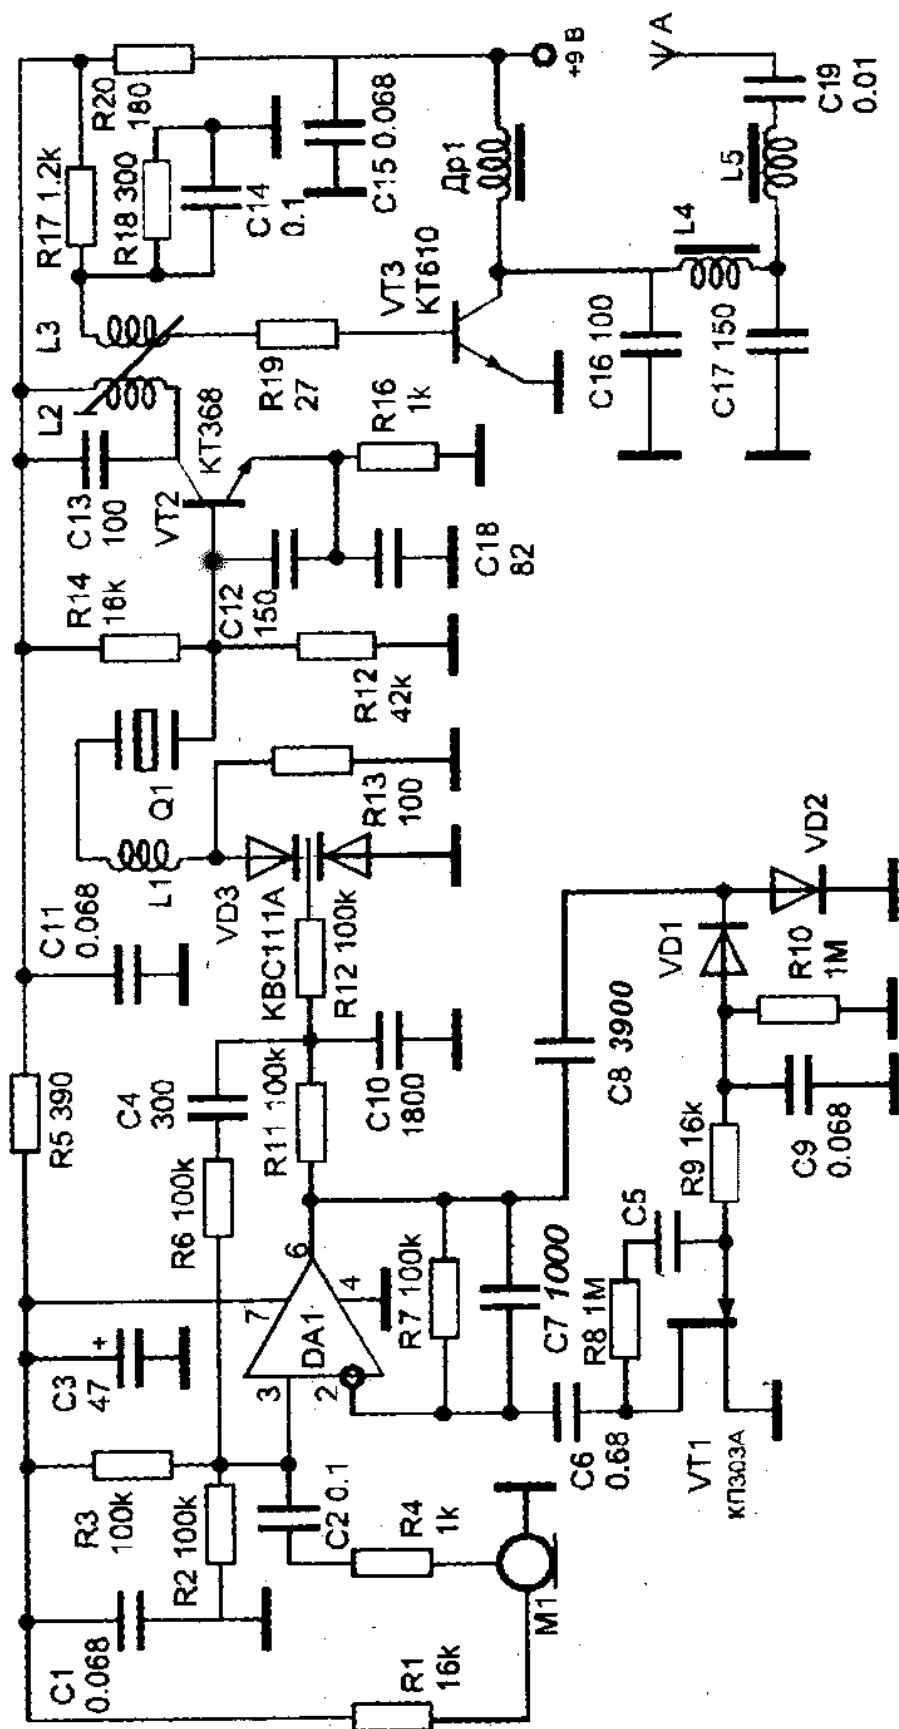 C1
0.068
R1
16k
R2 100k
R3
100k
C2 0.1
R4
1k
M1
C3
47
+
3
2
7
6
4
DA1
R5 390
R6 100k
C4
300
R7 100k
C7 1000
C6
0.68
R8 1M
C5
VT1
КП303А
R9 16k
C9
0.068
R10
1M
VD1
VD2
C8 3900
R11 100k
C10
1800
R12 100k
KBC111A
VD3
C11
0.068
L1
Q1
R13
100
R12
42k
R14
16k
C12
150
C13
100
VT2
KT368
C18
82
R16
1k
L2
L3
R19
27
R17 1.2k
R18 300
C14
0.1
R20
180
C15 0.068
VT3
KT610
Др1
+9 В
C16 100
C17 150
L4
L5
C19
0.01
A